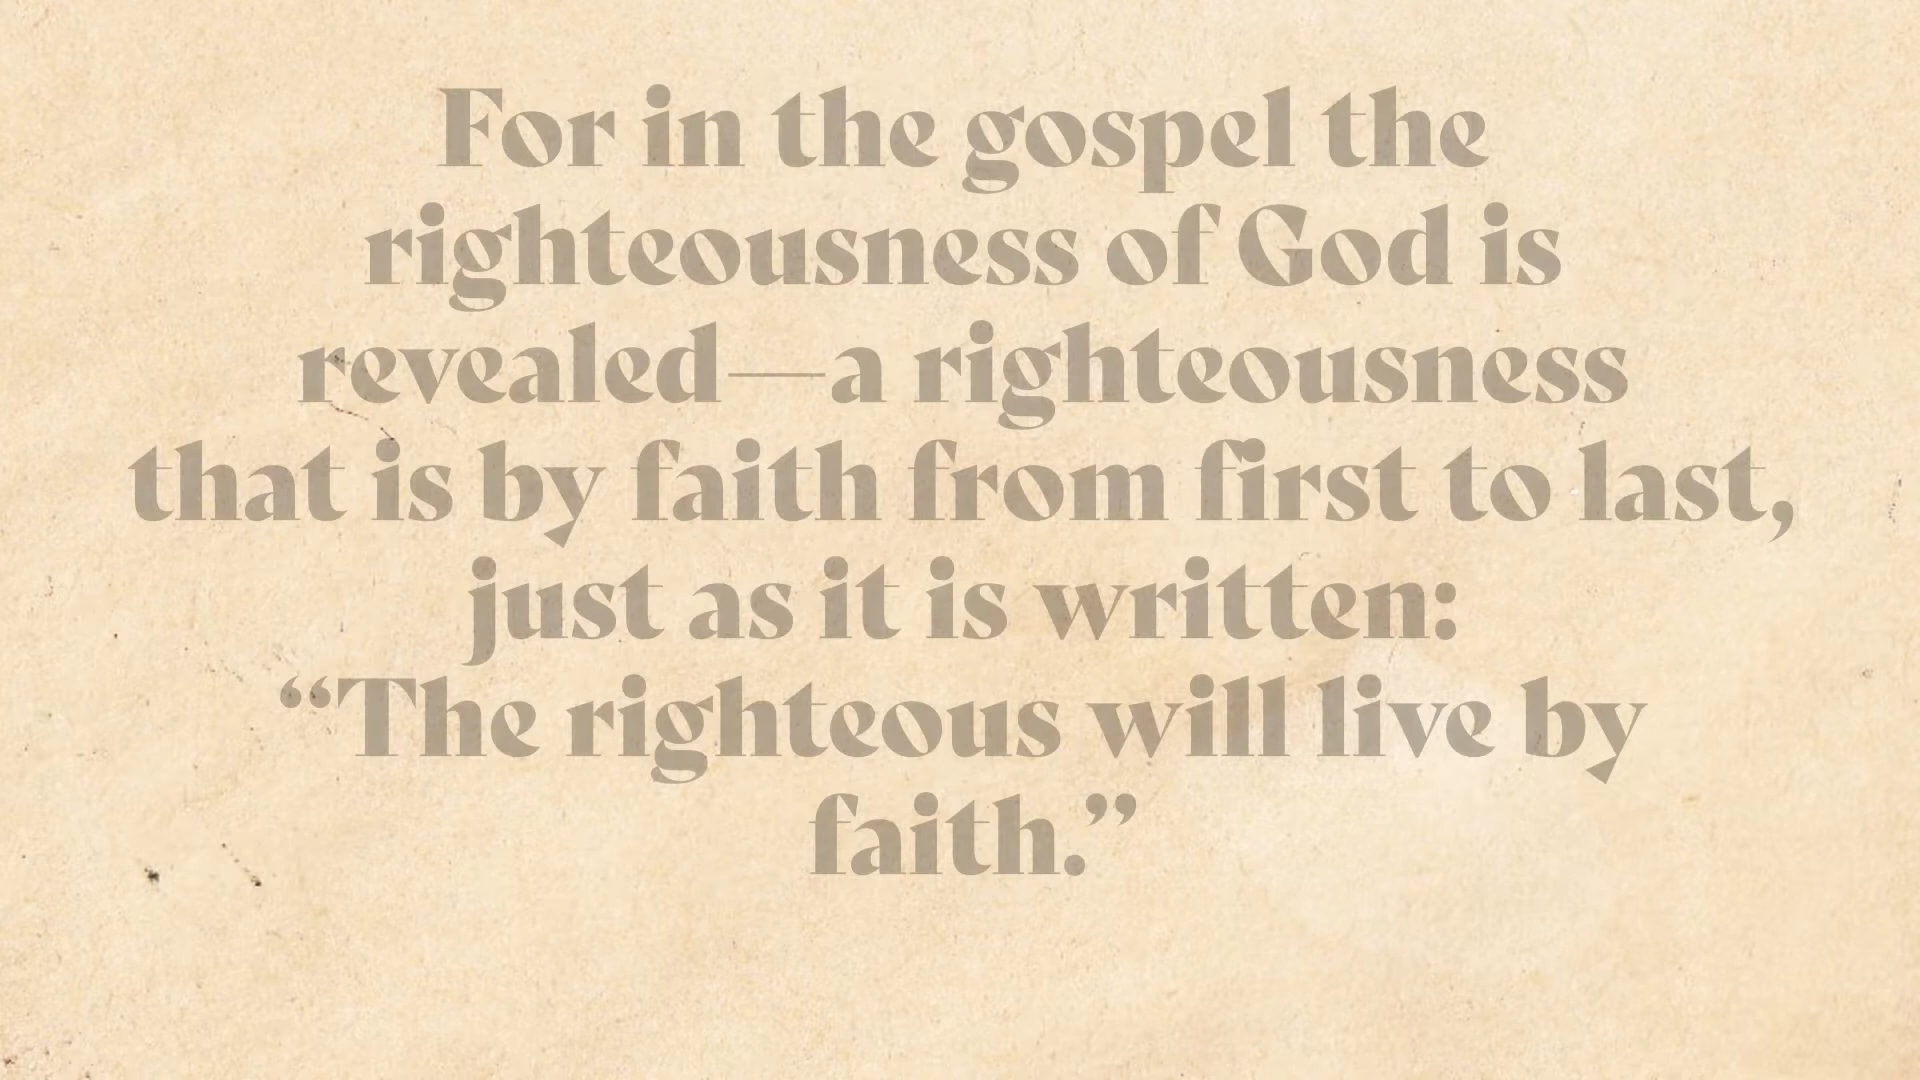 For in the gospel the
righteousness of God is
revealed—a righteousness
that is by faith from first to last,
just as it is written:
“The righteous will live by
faith.”